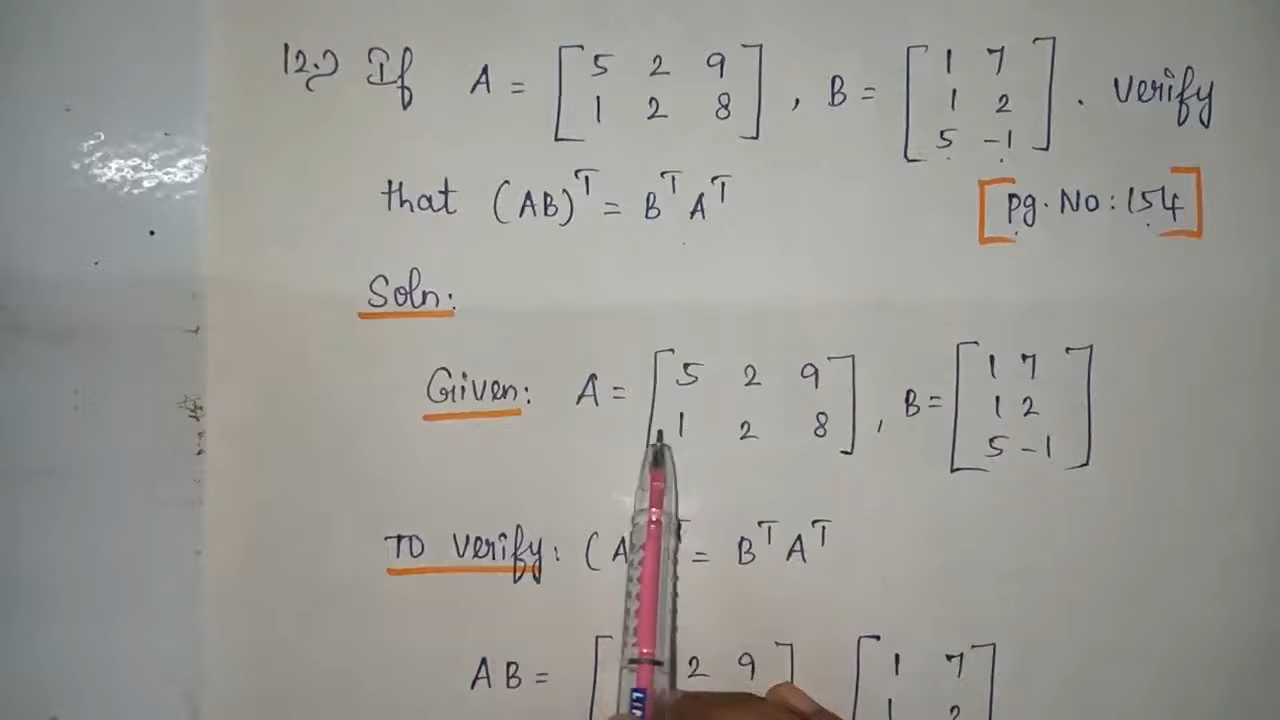 12.) If A = [ 5 2 9 ; 1 2 8 ] , B = [ 1 7 ; 1 2 ; 5 -1 ] . Verify
that (AB)^T = B^T A^T
[Pg. No: 154]
Soln:
Given: A = [ 5 2 9 ; 1 2 8 ] , B = [ 1 7 ; 1 2 ; 5 -1 ]
To verify: (A = B^T A^T
AB = [ 2 9 ] [ 1 7 ; 1 2